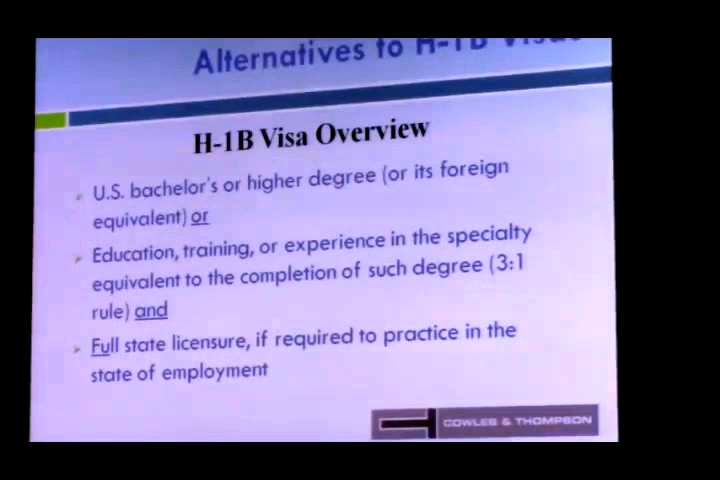 Alternatives to H-1B Visas
H-1B Visa Overview
U.S. bachelor's or higher degree (or its foreign
equivalent) or
Education, training, or experience in the specialty
equivalent to the completion of such degree (3:1
rule) and
Full state licensure, if required to practice in the
state of employment
COWLES & THOMPSON